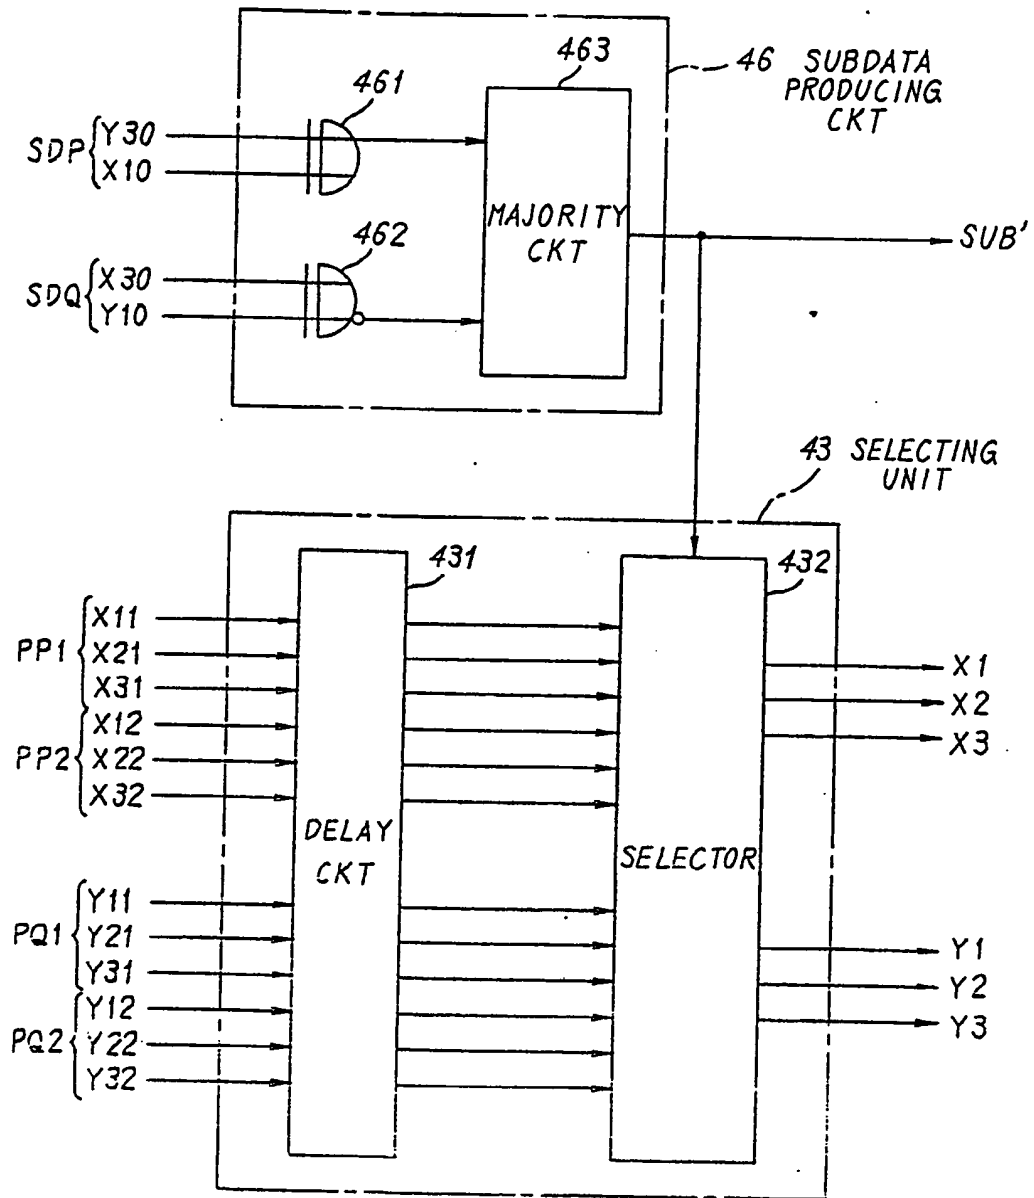 463
461
46 SUBDATA
PRODUCING
CKT
SDP
Y30
X10
MAJORITY
CKT
SUB'
462
SDQ
X30
Y10
43 SELECTING
UNIT
431
432
PP1
X11
X21
X31
PP2
X12
X22
X32
X1
X2
X3
DELAY
CKT
SELECTOR
PQ1
Y11
Y21
Y31
PQ2
Y12
Y22
Y32
Y1
Y2
Y3